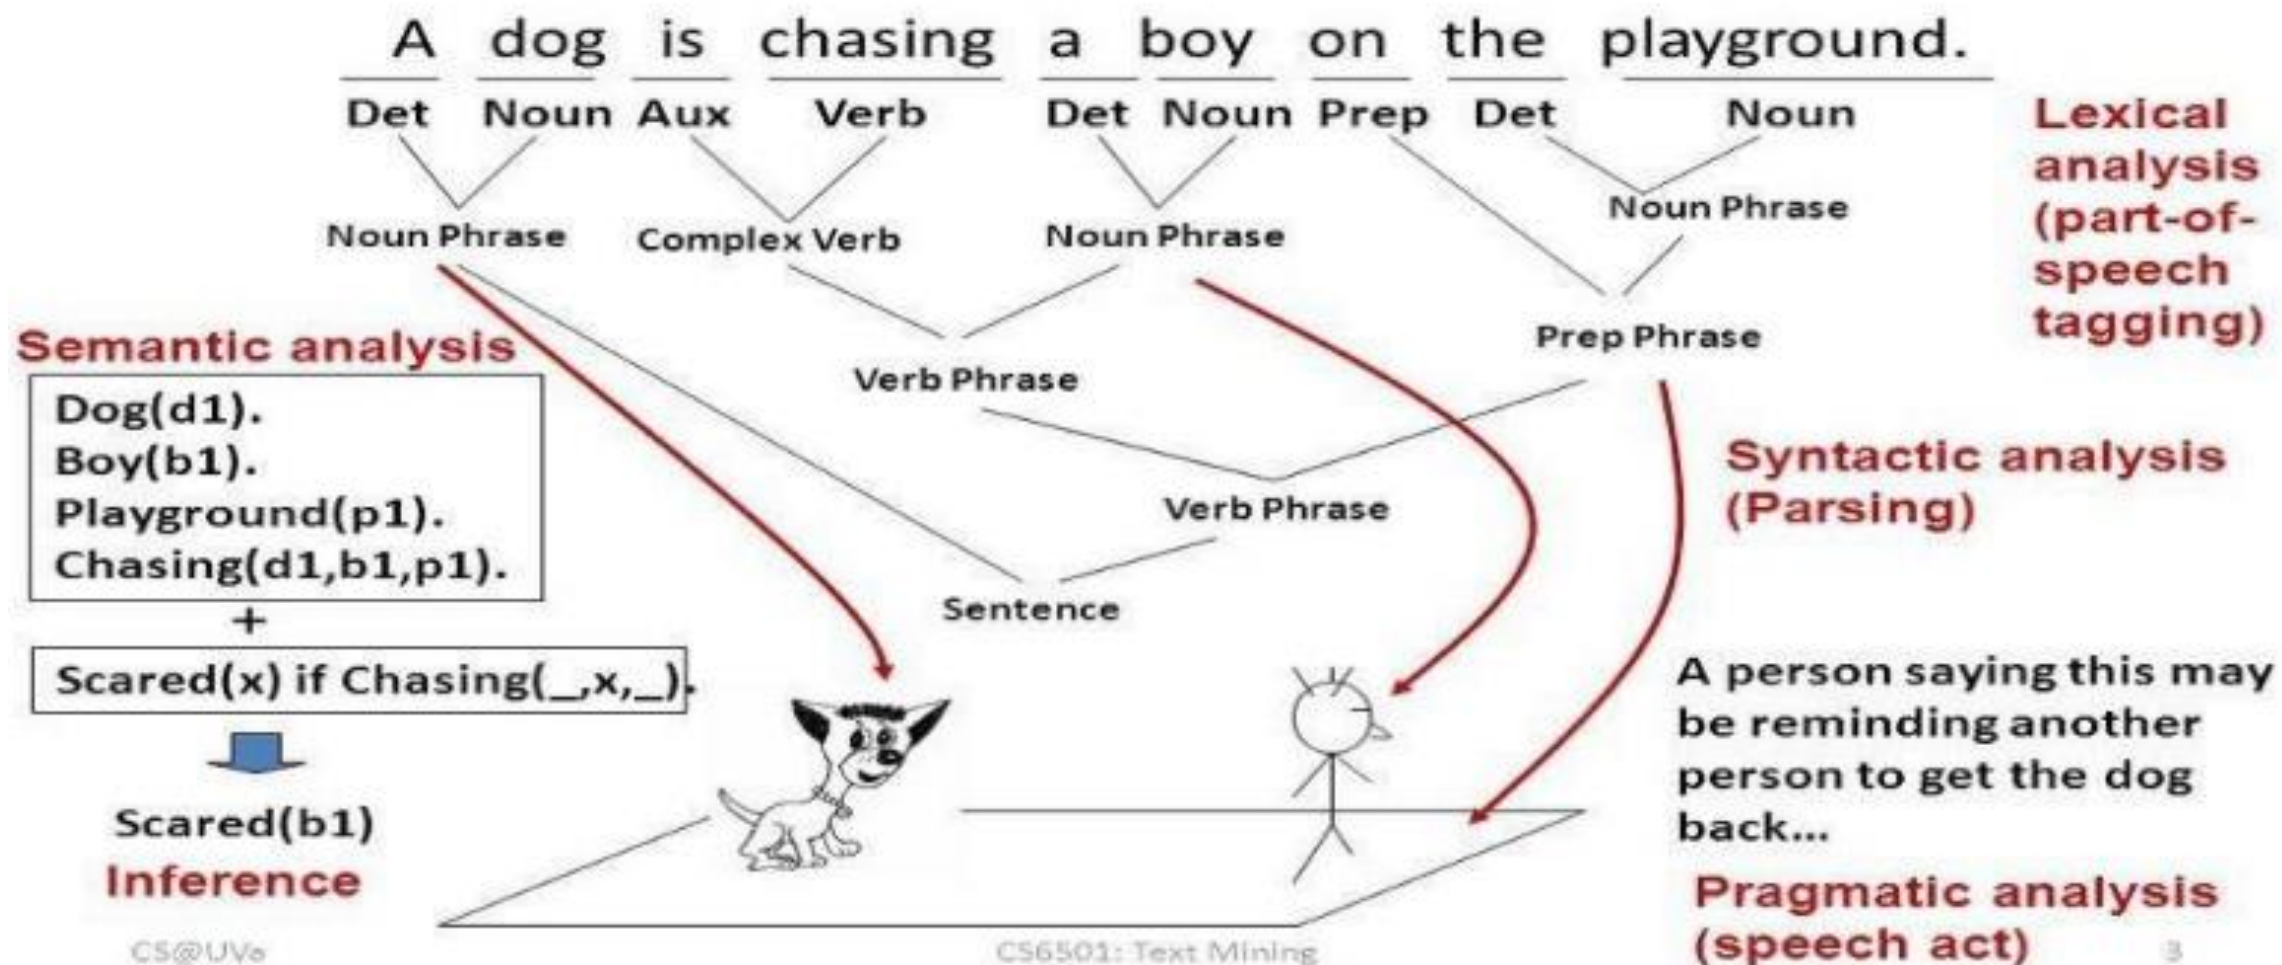 A dog is chasing a boy on the playground.
Det Noun Aux Verb Det Noun Prep Det Noun
Lexical
analysis
(part-of-
speech
tagging)
Noun Phrase Complex Verb Noun Phrase Noun Phrase
Prep Phrase
Verb Phrase
Verb Phrase
Sentence
Syntactic analysis
(Parsing)
Semantic analysis
Dog(d1).
Boy(b1).
Playground(p1).
Chasing(d1,b1,p1).
+
Scared(x) if Chasing(_,x,_).
Scared(b1)
Inference
A person saying this may
be reminding another
person to get the dog
back...
Pragmatic analysis
(speech act)
CS@UVa CS6501: Text Mining 3